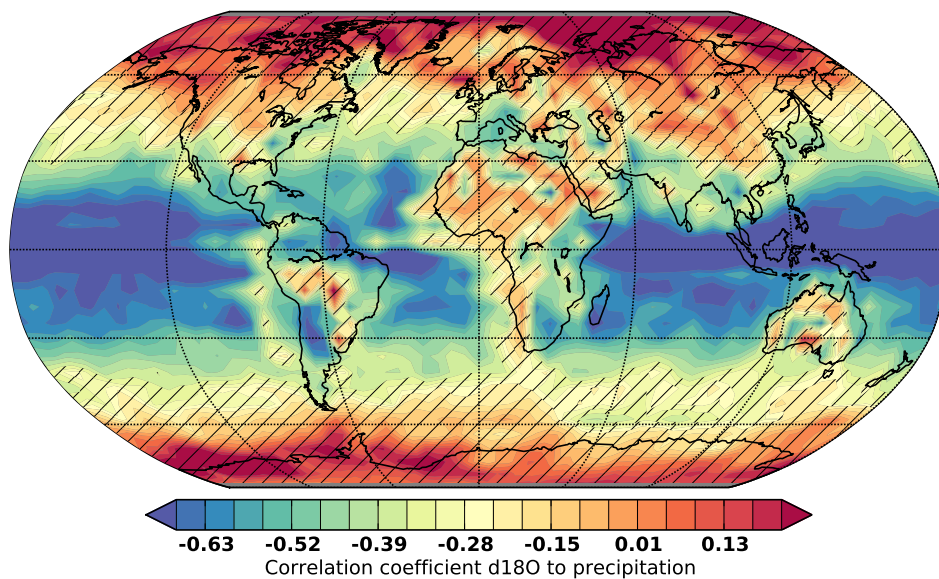 -0.63 -0.52 -0.39 -0.28 -0.15 0.01 0.13
Correlation coefficient d18O to precipitation